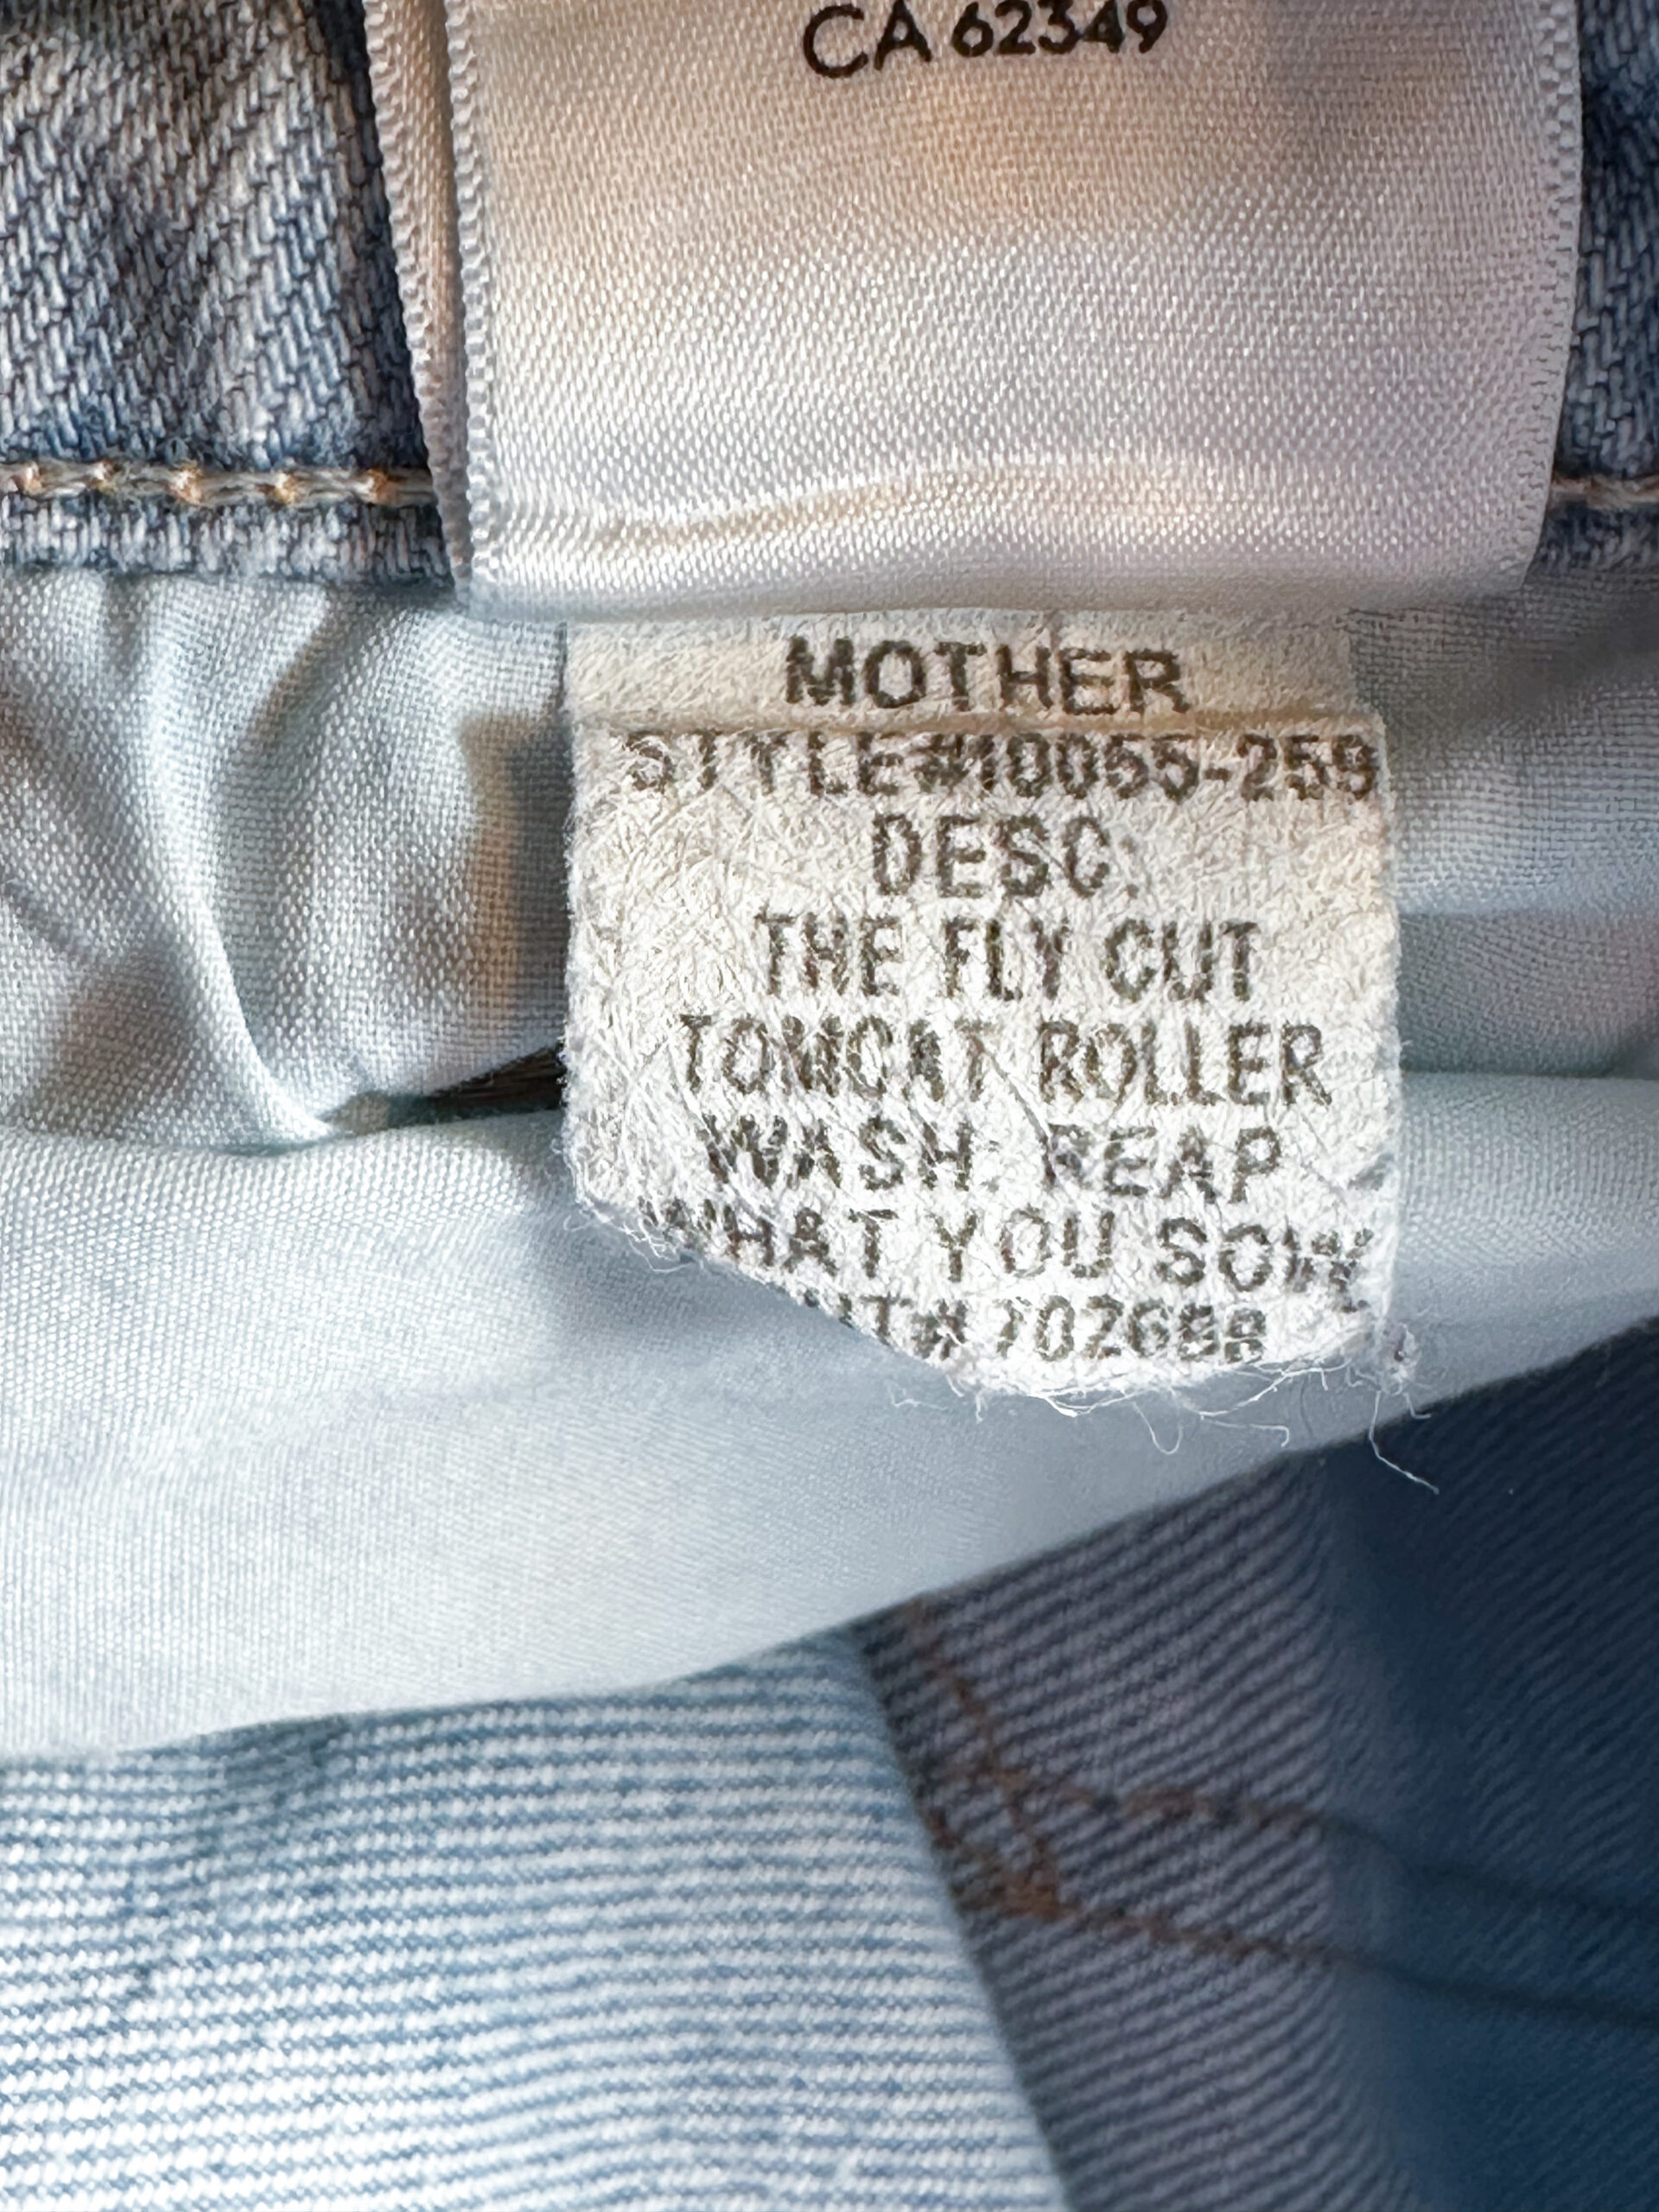 CA 62349
MOTHER
STYLE#10055-259
DESC:
THE FLY CUT
TOMCAT ROLLER
WASH: REAP
WHAT YOU SOW